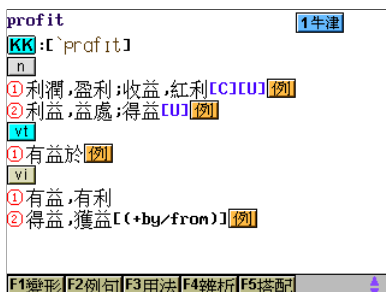 profit 1牛津
KK:[`prafɪt]
n
①利潤,盈利;收益,紅利[C][U]例
②利益,益處;得益[U]例
vt
①有益於例
vi
①有益,有利
②得益,獲益[(+by/from)]例
F1變形 F2例句 F3用法 F4辨析 F5搭配